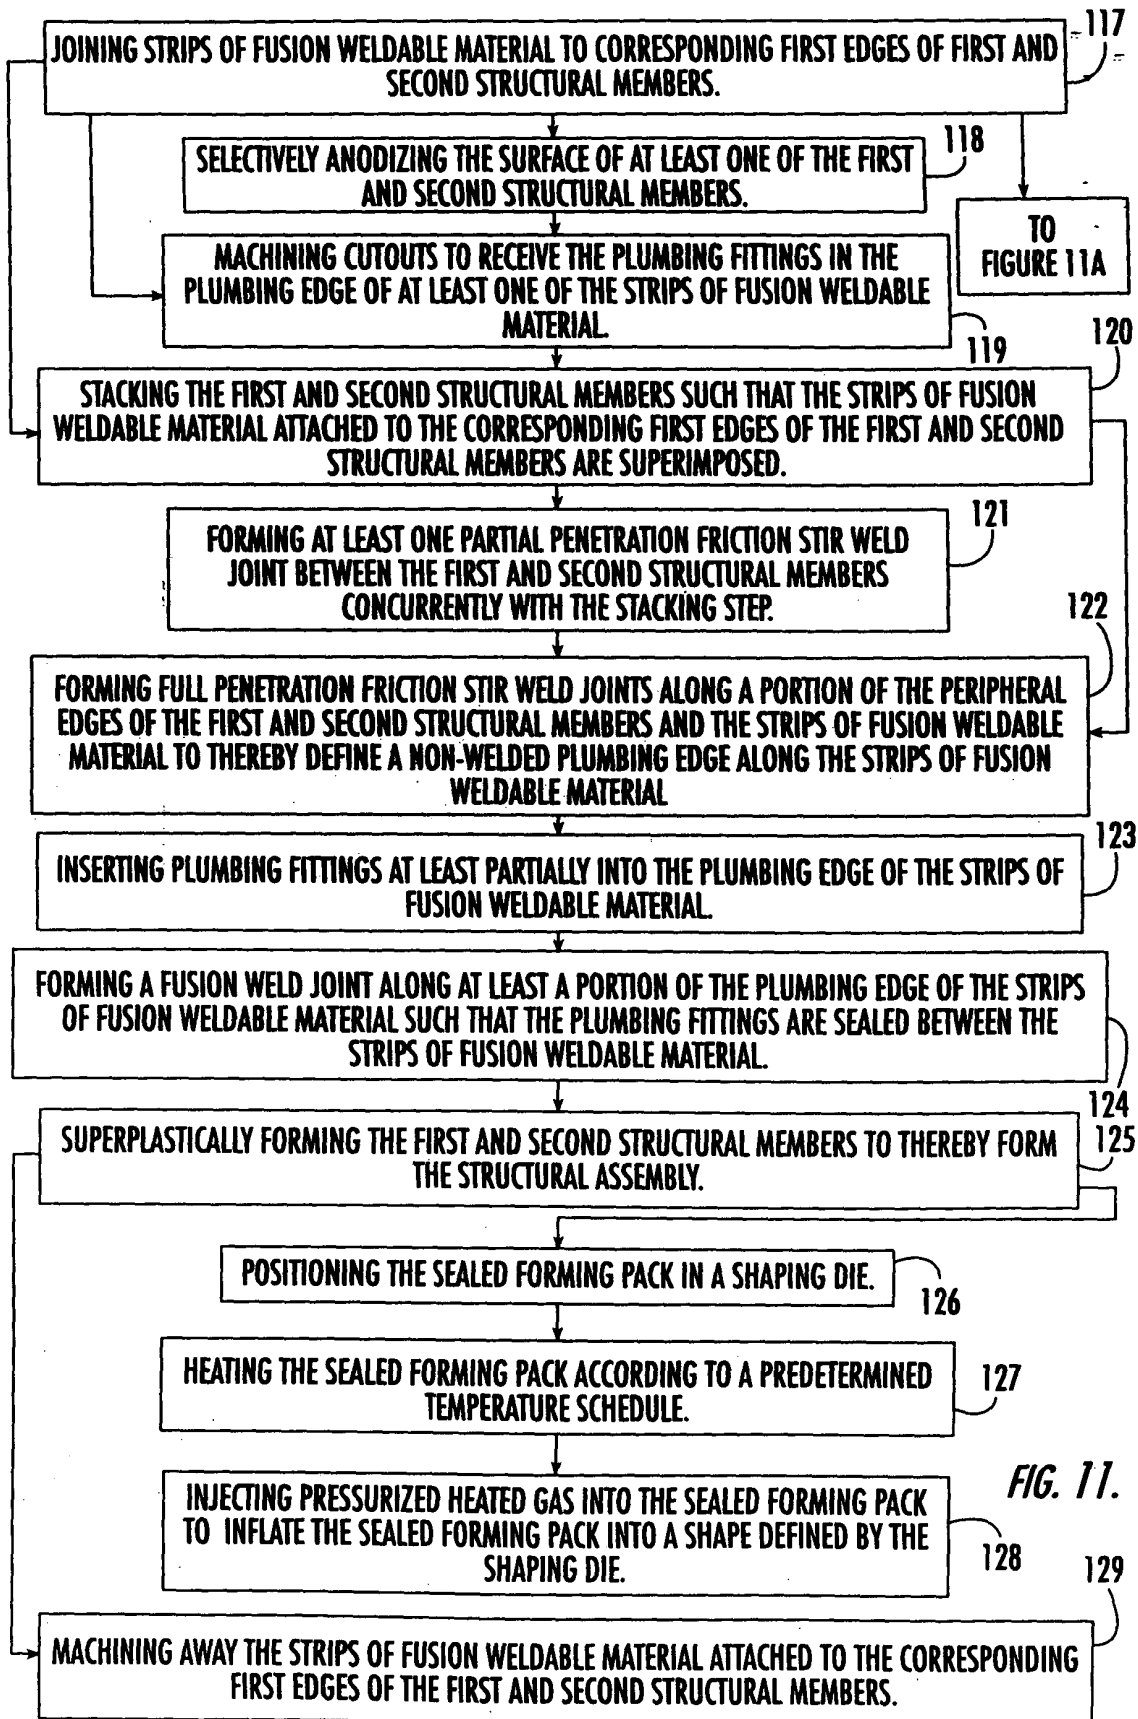 117
JOINING STRIPS OF FUSION WELDABLE MATERIAL TO CORRESPONDING FIRST EDGES OF FIRST AND
SECOND STRUCTURAL MEMBERS.
118
SELECTIVELY ANODIZING THE SURFACE OF AT LEAST ONE OF THE FIRST
AND SECOND STRUCTURAL MEMBERS.
TO
FIGURE 11A
MACHINING CUTOUTS TO RECEIVE THE PLUMBING FITTINGS IN THE
PLUMBING EDGE OF AT LEAST ONE OF THE STRIPS OF FUSION WELDABLE
MATERIAL.
119
120
STACKING THE FIRST AND SECOND STRUCTURAL MEMBERS SUCH THAT THE STRIPS OF FUSION
WELDABLE MATERIAL ATTACHED TO THE CORRESPONDING FIRST EDGES OF THE FIRST AND SECOND
STRUCTURAL MEMBERS ARE SUPERIMPOSED.
121
FORMING AT LEAST ONE PARTIAL PENETRATION FRICTION STIR WELD
JOINT BETWEEN THE FIRST AND SECOND STRUCTURAL MEMBERS
CONCURRENTLY WITH THE STACKING STEP.
122
FORMING FULL PENETRATION FRICTION STIR WELD JOINTS ALONG A PORTION OF THE PERIPHERAL
EDGES OF THE FIRST AND SECOND STRUCTURAL MEMBERS AND THE STRIPS OF FUSION WELDABLE
MATERIAL TO THEREBY DEFINE A NON-WELDED PLUMBING EDGE ALONG THE STRIPS OF FUSION
WELDABLE MATERIAL
123
INSERTING PLUMBING FITTINGS AT LEAST PARTIALLY INTO THE PLUMBING EDGE OF THE STRIPS OF
FUSION WELDABLE MATERIAL.
FORMING A FUSION WELD JOINT ALONG AT LEAST A PORTION OF THE PLUMBING EDGE OF THE STRIPS
OF FUSION WELDABLE MATERIAL SUCH THAT THE PLUMBING FITTINGS ARE SEALED BETWEEN THE
STRIPS OF FUSION WELDABLE MATERIAL.
124
125
SUPERPLASTICALLY FORMING THE FIRST AND SECOND STRUCTURAL MEMBERS TO THEREBY FORM
THE STRUCTURAL ASSEMBLY.
POSITIONING THE SEALED FORMING PACK IN A SHAPING DIE.
126
HEATING THE SEALED FORMING PACK ACCORDING TO A PREDETERMINED
TEMPERATURE SCHEDULE.
127
FIG. 11.
INJECTING PRESSURIZED HEATED GAS INTO THE SEALED FORMING PACK
TO INFLATE THE SEALED FORMING PACK INTO A SHAPE DEFINED BY THE
SHAPING DIE.
128
129
MACHINING AWAY THE STRIPS OF FUSION WELDABLE MATERIAL ATTACHED TO THE CORRESPONDING
FIRST EDGES OF THE FIRST AND SECOND STRUCTURAL MEMBERS.